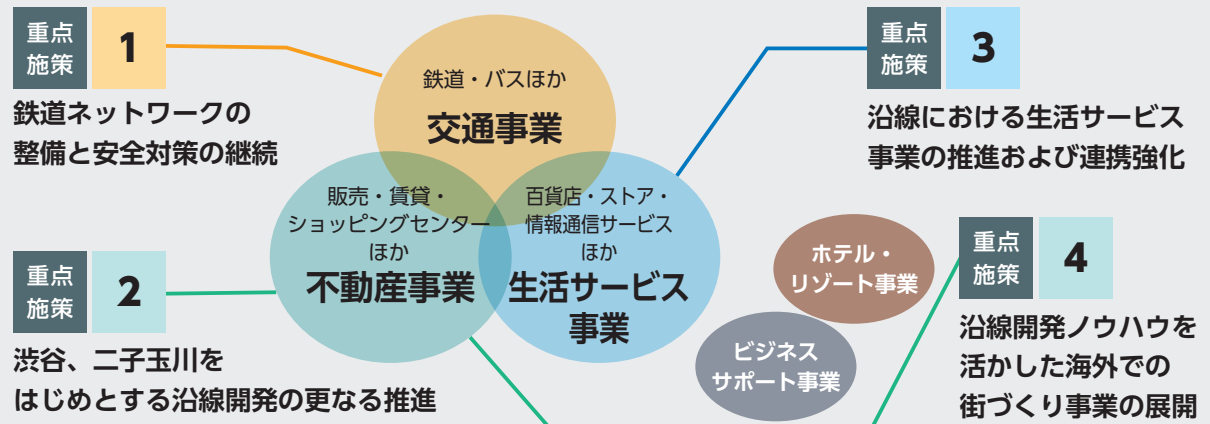 重点
施策
1
鉄道ネットワークの
整備と安全対策の継続
鉄道・バスほか
交通事業
重点
施策
3
沿線における生活サービス
事業の推進および連携強化
販売・賃貸・
ショッピングセンター
ほか
不動産事業
百貨店・ストア・
情報通信サービス
ほか
生活サービス
事業
ホテル・
リゾート事業
ビジネス
サポート事業
重点
施策
2
渋谷、二子玉川を
はじめとする沿線開発の更なる推進
重点
施策
4
沿線開発ノウハウを
活かした海外での
街づくり事業の展開